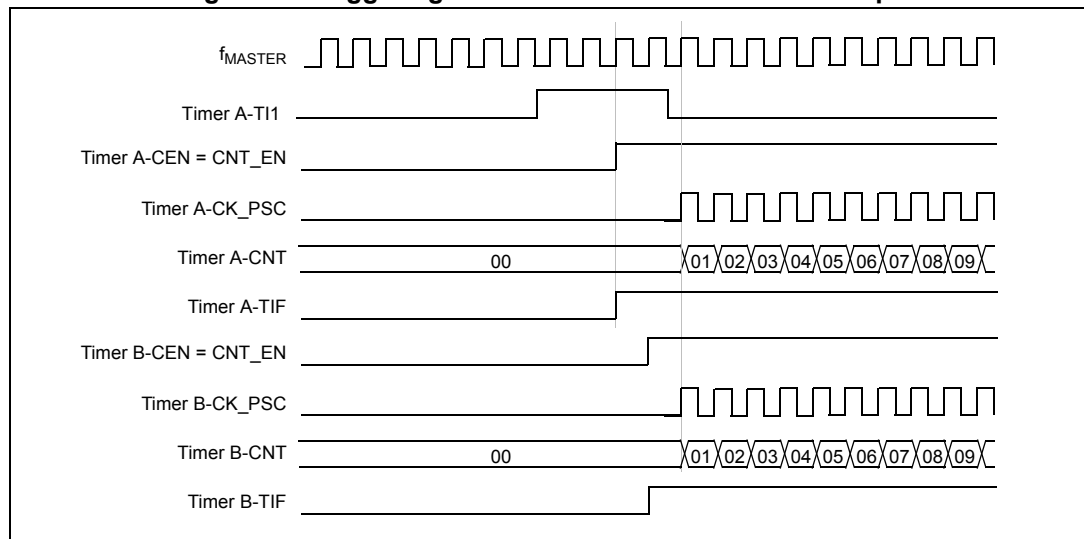 fMASTER
Timer A-TI1
Timer A-CEN = CNT_EN
Timer A-CK_PSC
Timer A-CNT 00 01 02 03 04 05 06 07 08 09
Timer A-TIF
Timer B-CEN = CNT_EN
Timer B-CK_PSC
Timer B-CNT 00 01 02 03 04 05 06 07 08 09
Timer B-TIF